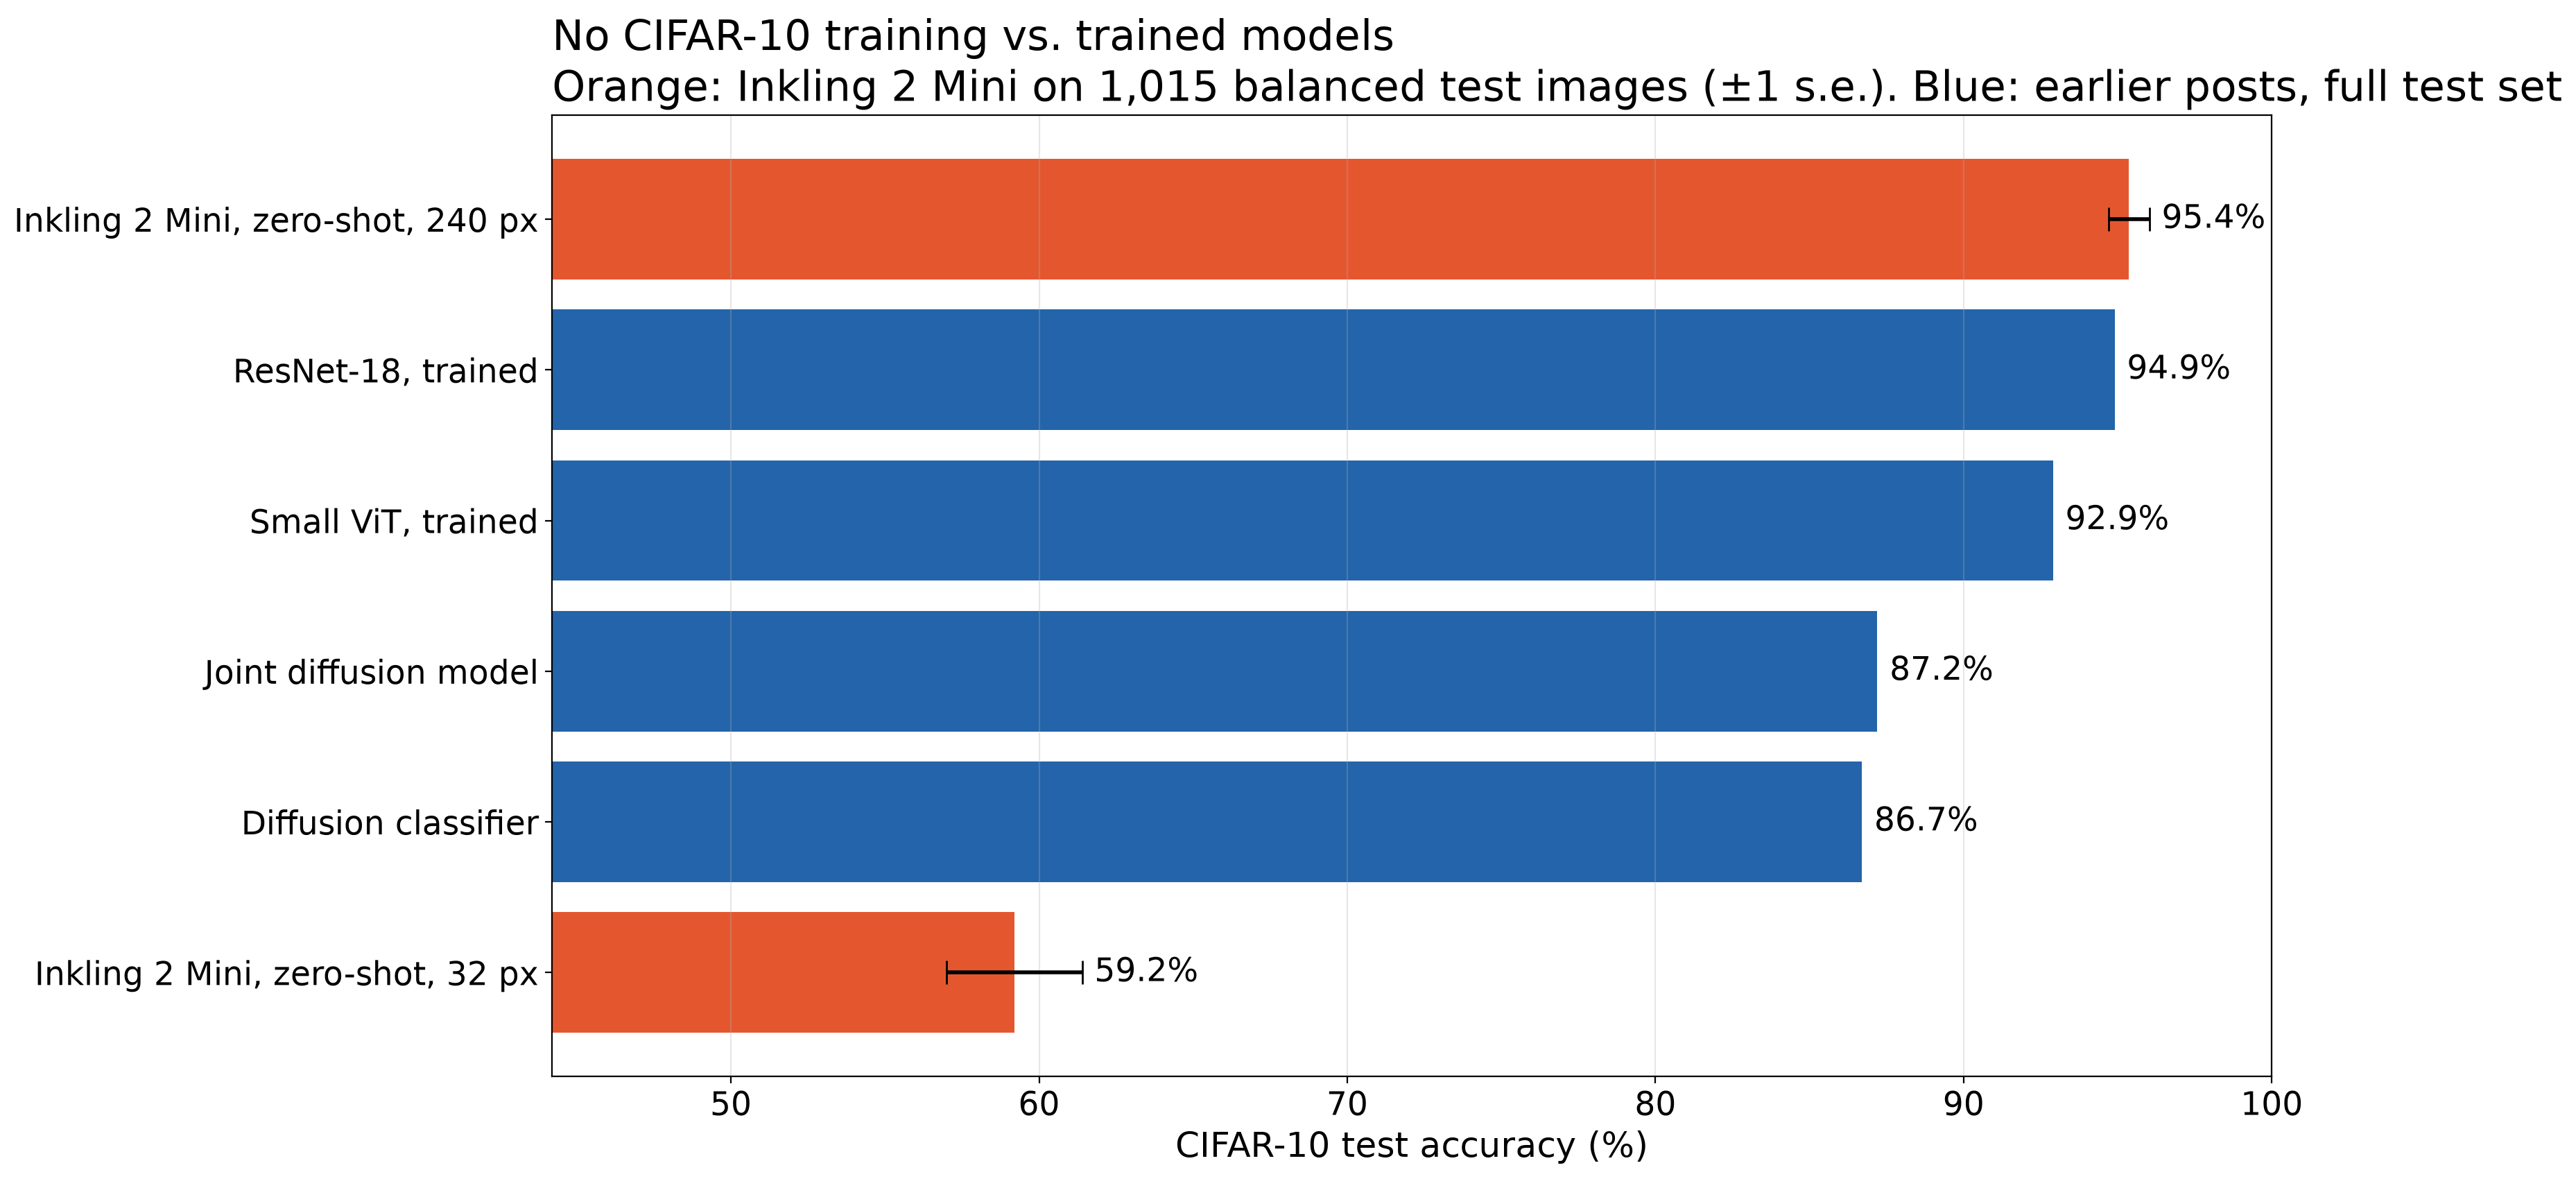 No CIFAR-10 training vs. trained models
Orange: Inkling 2 Mini on 1,015 balanced test images (±1 s.e.). Blue: earlier posts, full test set
Inkling 2 Mini, zero-shot, 240 px
95.4%
ResNet-18, trained
94.9%
Small ViT, trained
92.9%
Joint diffusion model
87.2%
Diffusion classifier
86.7%
Inkling 2 Mini, zero-shot, 32 px
59.2%
50 60 70 80 90 100
CIFAR-10 test accuracy (%)